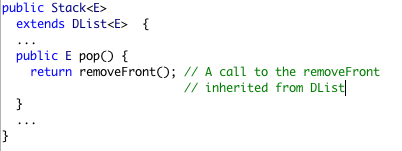 public Stack<E>
  extends DList<E>  {
  ...
  public E pop() {
    return removeFront(); // A call to the removeFront
                          // inherited from DList
  }
  ...
}